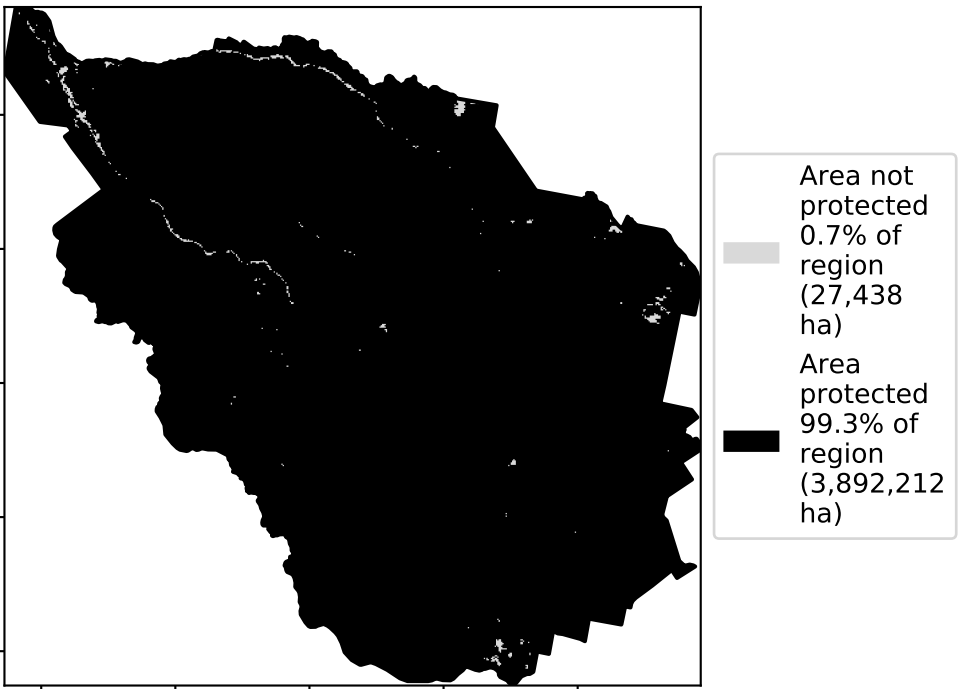 Area not
protected
0.7% of
region
(27,438
ha)
Area
protected
99.3% of
region
(3,892,212
ha)